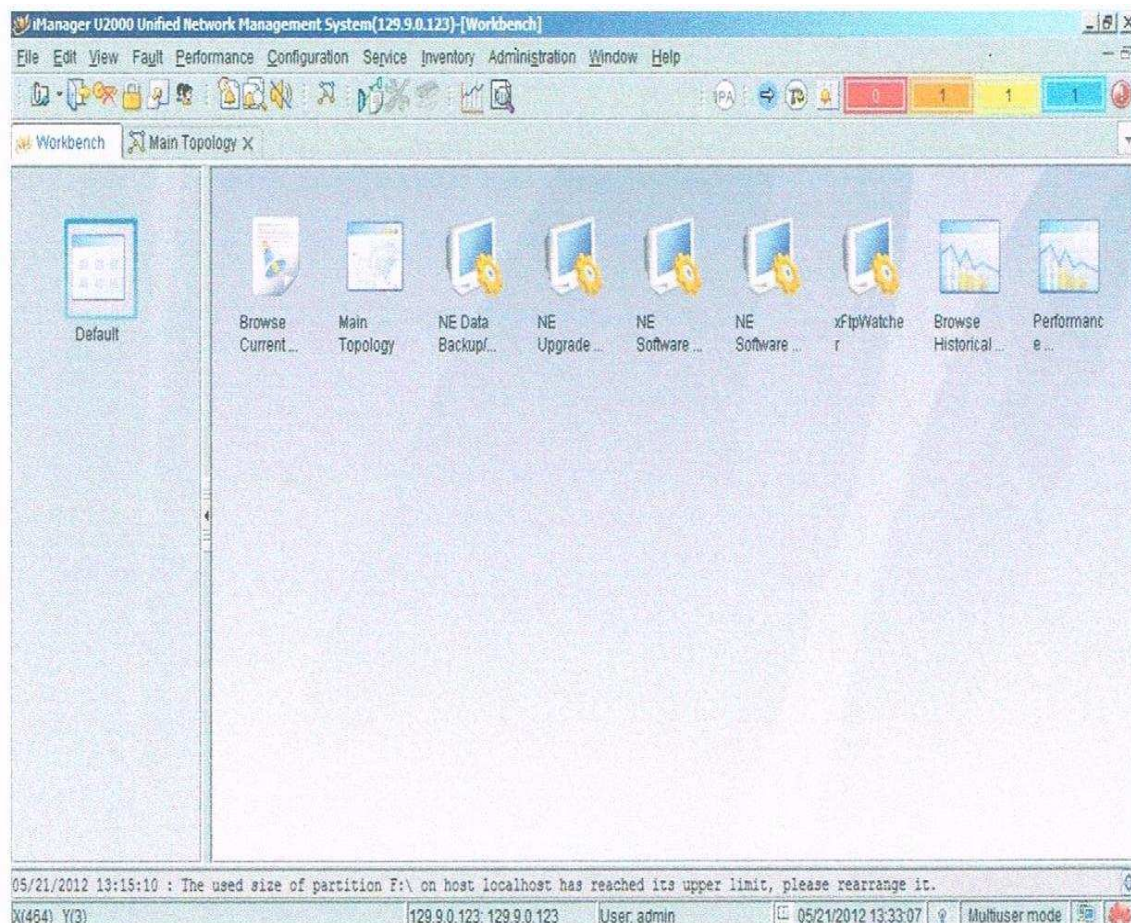 iManager U2000 Unified Network Management System(129.9.0.123)-[Workbench]
File Edit View Fault Performance Configuration Service Inventory Administration Window Help
IPA 0 1 1 1
Workbench Main Topology X
Default
Browse Current ...
Main Topology
NE Data Backup/...
NE Upgrade ...
NE Software ...
NE Software ...
xFtpWatche
r
Browse Historical ...
Performanc
e ...
05/21/2012 13:15:10 : The used size of partition F:\ on host localhost has reached its upper limit, please rearrange it.
X(464) Y(3) 129.9.0.123: 129.9.0.123 User: admin 05/21/2012 13:33:07 Multiuser mode